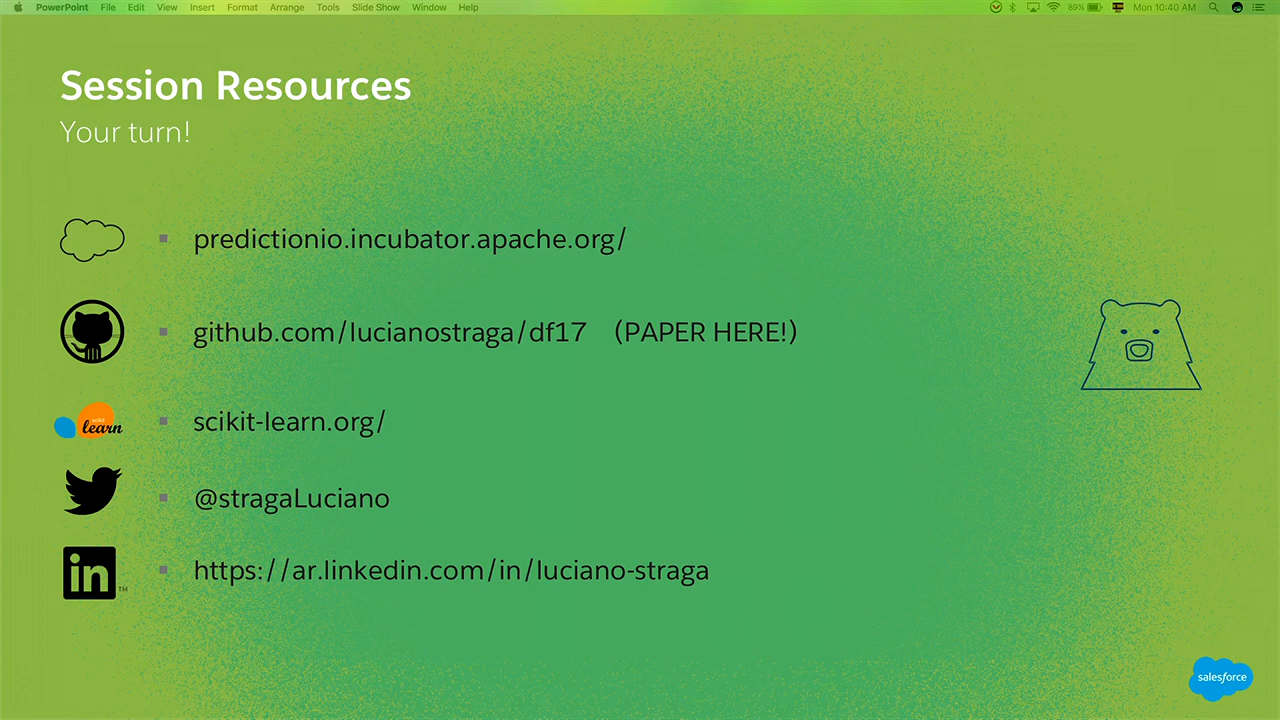 PowerPoint File Edit View Insert Format Arrange Tools Slide Show Window Help 89% Mon 10:40 AM
Session Resources
Your turn!
predictionio.incubator.apache.org/
github.com/lucianostraga/df17 (PAPER HERE!)
scikit
learn
scikit-learn.org/
@stragaLuciano
in TM
https://ar.linkedin.com/in/luciano-straga
salesforce